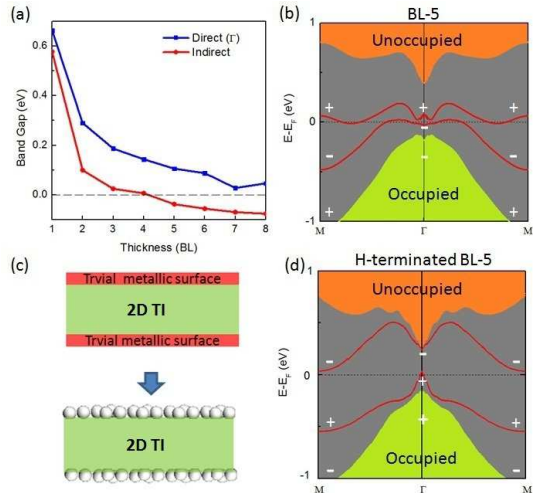 (a)
Direct (Γ)
Indirect
Band Gap (eV)
0.6
0.4
0.2
0.0
1 2 3 4 5 6 7 8
Thickness (BL)
(b)
BL-5
Unoccupied
Occupied
E-E_F (eV)
1
0
-1
+ + +
- - -
-
+ +
M Γ M
(c)
Trvial metallic surface
2D TI
Trvial metallic surface
2D TI
(d)
H-terminated BL-5
Unoccupied
Occupied
E-E_F (eV)
1
0
-1
- - -
+
+ + +
- -
M Γ M